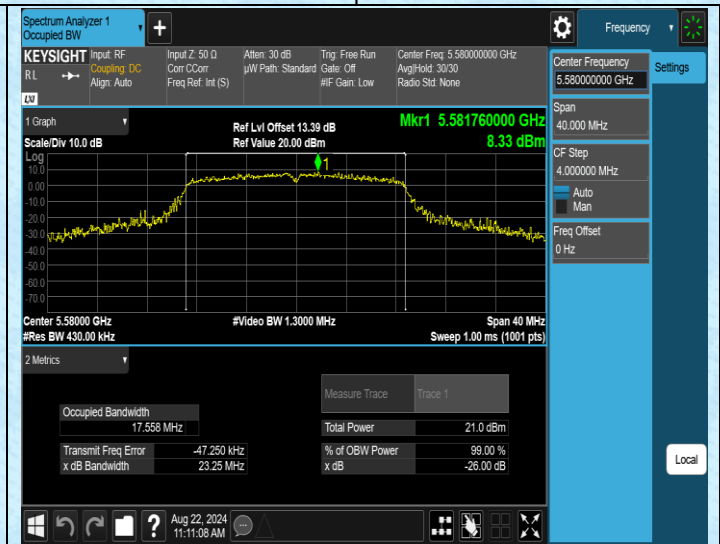 Spectrum Analyzer 1
Occupied BW
+
Frequency
KEYSIGHT
RL
LXI
Input: RF
Coupling: DC
Align: Auto
Input Z: 50 Ω
Corr CCorr
Freq Ref: Int (S)
Atten: 30 dB
µW Path: Standard
Trig: Free Run
Gate: Off
#IF Gain: Low
Center Freq: 5.580000000 GHz
Avg|Hold: 30/30
Radio Std: None
Center Frequency
5.580000000 GHz
Settings
Span
40.000 MHz
CF Step
4.000000 MHz
Auto
Man
Freq Offset
0 Hz
1 Graph
Scale/Div 10.0 dB
Ref Lvl Offset 13.39 dB
Ref Value 20.00 dBm
Mkr1 5.581760000 GHz
8.33 dBm
Log
10.0
0.00
-10.0
-20.0
-30.0
-40.0
-50.0
-60.0
-70.0
1
Center 5.58000 GHz
#Res BW 430.00 kHz
#Video BW 1.3000 MHz
Span 40 MHz
Sweep 1.00 ms (1001 pts)
2 Metrics
Measure Trace Trace 1
Occupied Bandwidth
17.558 MHz
Total Power 21.0 dBm
Transmit Freq Error -47.250 kHz
% of OBW Power 99.00 %
x dB Bandwidth 23.25 MHz
x dB -26.00 dB
Local
?
Aug 22, 2024
11:11:08 AM